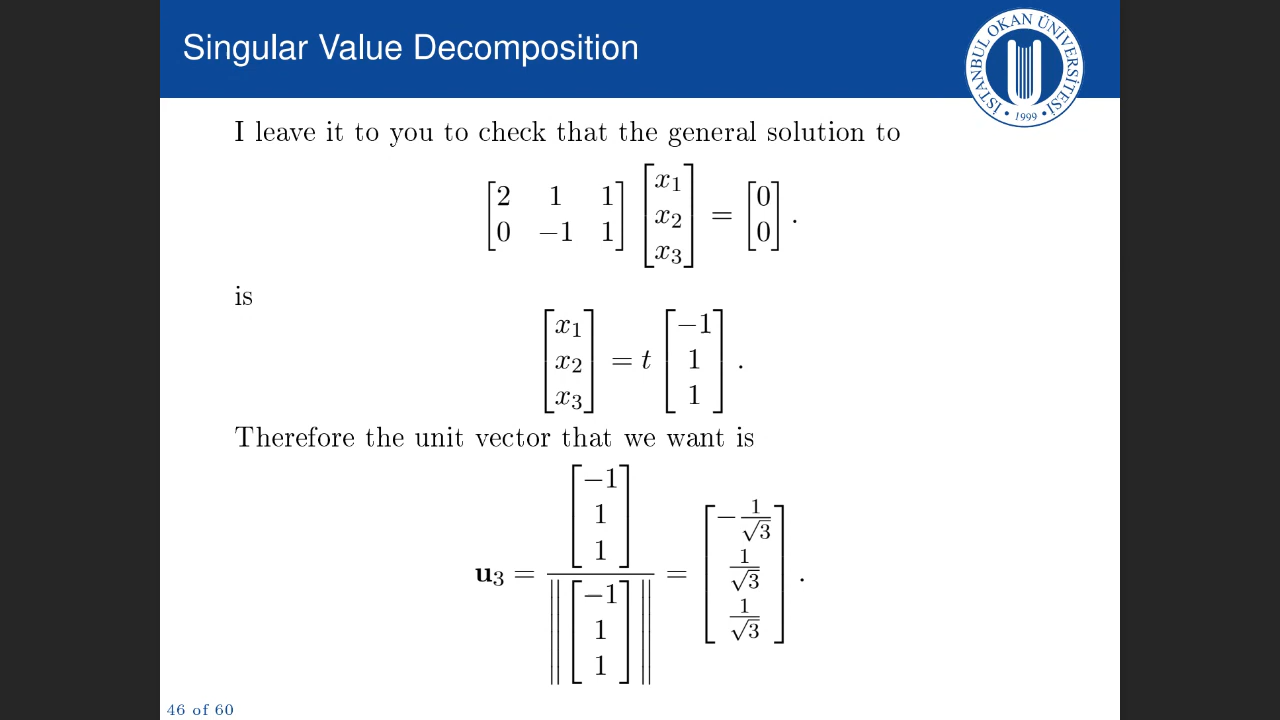 Singular Value Decomposition
İSTANBUL OKAN ÜNİVERSİTESİ
• 1999 •
I leave it to you to check that the general solution to
[2 1 1; 0 −1 1] [x₁; x₂; x₃] = [0; 0].
is
[x₁; x₂; x₃] = t [−1; 1; 1].
Therefore the unit vector that we want is
u₃ = [−1; 1; 1] / ‖[−1; 1; 1]‖ = [−1/√3; 1/√3; 1/√3].
46 of 60